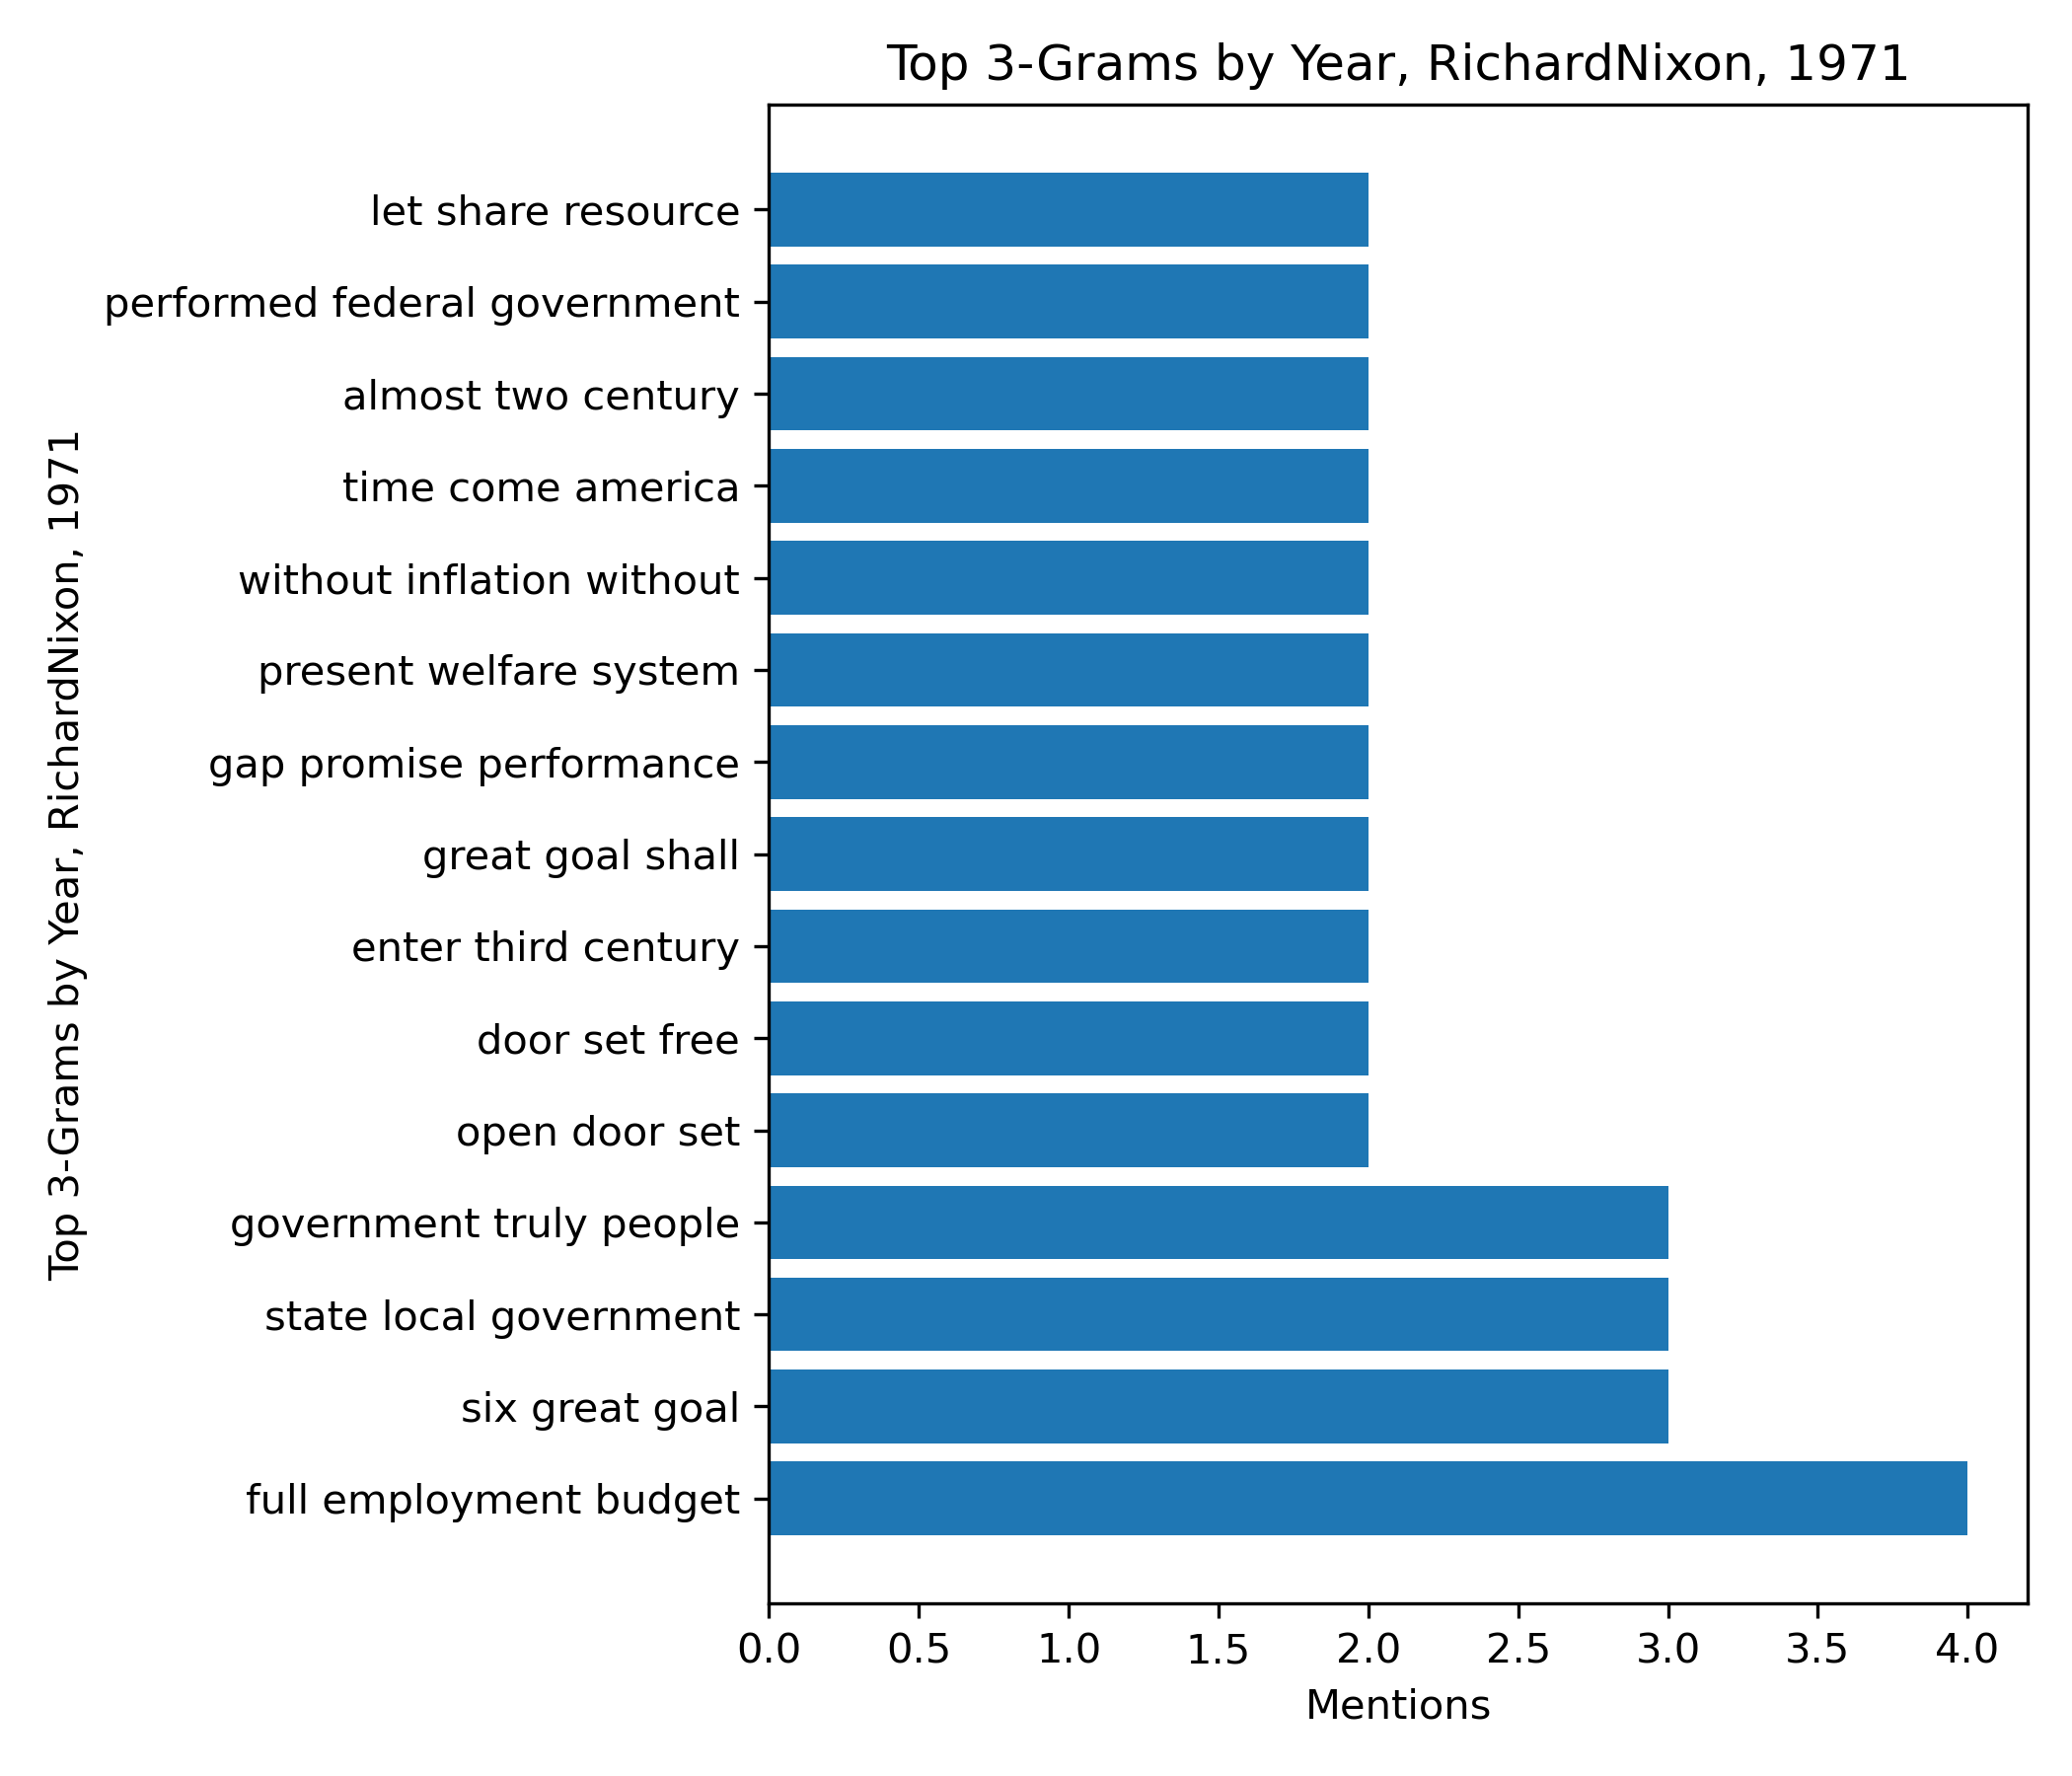 Top 3-Grams by Year, RichardNixon, 1971
Top 3-Grams by Year, RichardNixon, 1971
let share resource
performed federal government
almost two century
time come america
without inflation without
present welfare system
gap promise performance
great goal shall
enter third century
door set free
open door set
government truly people
state local government
six great goal
full employment budget
0.0 0.5 1.0 1.5 2.0 2.5 3.0 3.5 4.0
Mentions